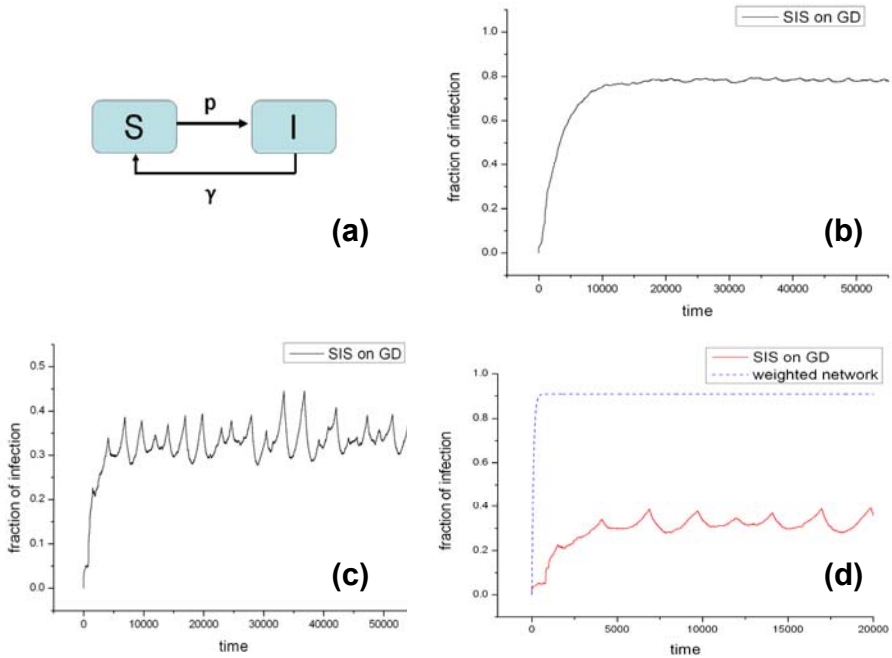 S
p
I
γ
(a)
SIS on GD
fraction of infection
1.0
0.8
0.6
0.4
0.2
0.0
0
10000
20000
30000
40000
50000
time
(b)
SIS on GD
fraction of infection
0.5
0.4
0.3
0.2
0.1
0.0
0
10000
20000
30000
40000
50000
time
(c)
SIS on GD
weighted network
fraction of infection
1.0
0.8
0.6
0.4
0.2
0.0
0
5000
10000
15000
20000
time
(d)